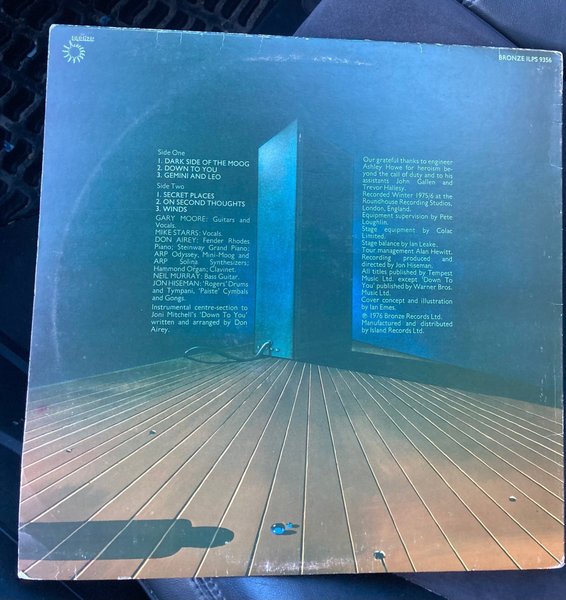 BRONZE
BRONZE ILPS 9356
Side One
1. DARK SIDE OF THE MOOG
2. DOWN TO YOU
3. GEMINI AND LEO
Side Two
1. SECRET PLACES
2. ON SECOND THOUGHTS
3. WINDS
GARY MOORE: Guitars and
Vocals.
MIKE STARRS: Vocals.
DON AIREY: Fender Rhodes
Piano; Steinway Grand Piano;
ARP Odyssey, Mini-Moog and
ARP Solina Synthesizers;
Hammond Organ; Clavinet.
NEIL MURRAY: Bass Guitar.
JON HISEMAN: 'Rogers' Drums
and Tympani, 'Paiste' Cymbals
and Gongs.
Instrumental centre-section to
Joni Mitchell's 'Down To You'
written and arranged by Don
Airey.
Our grateful thanks to engineer
Ashley Howe for heroism be-
yond the call of duty and to his
assistants John Gallen and
Trevor Hallesy.
Recorded Winter 1975/6 at the
Roundhouse Recording Studios,
London, England.
Equipment supervision by Pete
Loughlin.
Stage equipment by Colac
Limited.
Stage balance by Ian Leake.
Tour management Alan Hewitt.
Recording produced and
directed by Jon Hiseman.
All titles published by Tempest
Music Ltd. except 'Down To
You' published by Warner Bros.
Music Ltd.
Cover concept and illustration
by Ian Emes.
℗ 1976 Bronze Records Ltd.
Manufactured and distributed
by Island Records Ltd.